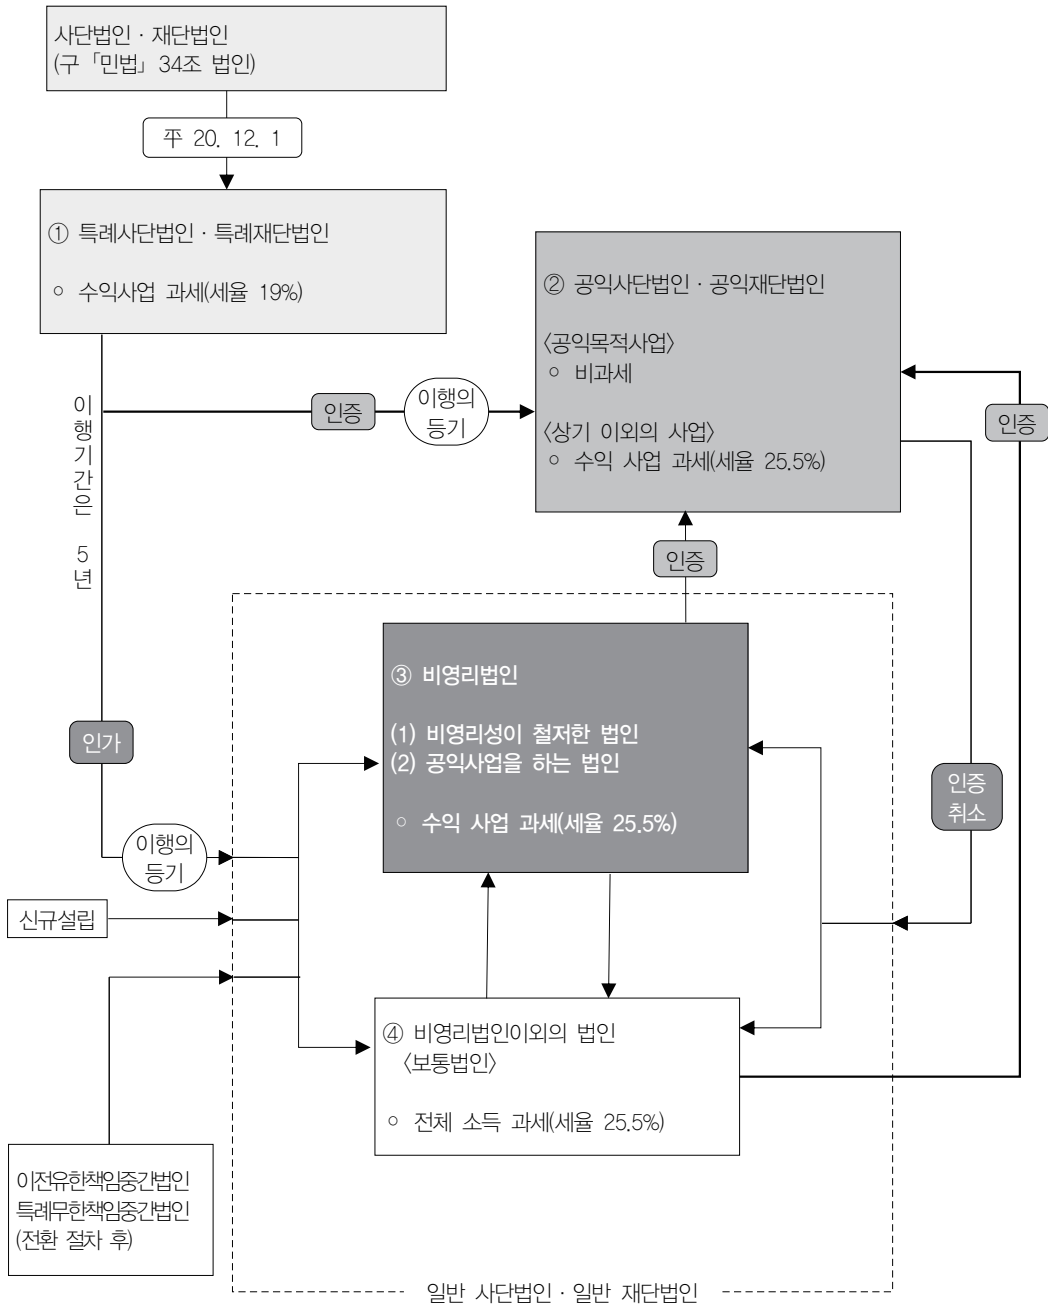 사단법인 · 재단법인
(구 「민법」 34조 법인)
平 20. 12. 1
① 특례사단법인 · 특례재단법인
○ 수익사업 과세(세율 19%)
② 공익사단법인 · 공익재단법인
〈공익목적사업〉
○ 비과세
〈상기 이외의 사업〉
○ 수익 사업 과세(세율 25.5%)
이행기간은 5년
인증
이행의
등기
인증
인증
③ 비영리법인
(1) 비영리성이 철저한 법인
(2) 공익사업을 하는 법인
○ 수익 사업 과세(세율 25.5%)
인가
인증
취소
이행의
등기
신규설립
④ 비영리법인이외의 법인
〈보통법인〉
○ 전체 소득 과세(세율 25.5%)
이전유한책임중간법인
특례무한책임중간법인
(전환 절차 후)
일반 사단법인 · 일반 재단법인